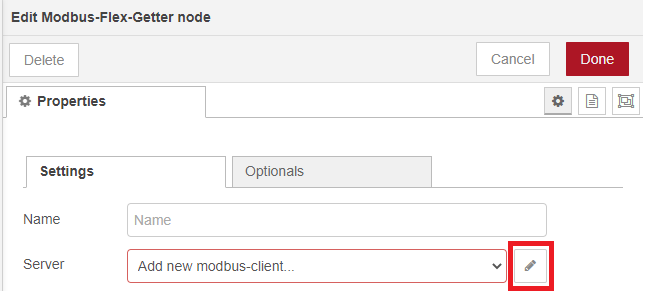 Edit Modbus-Flex-Getter node
Delete
Cancel
Done
Properties
Settings
Optionals
Name
Name
Server
Add new modbus-client...